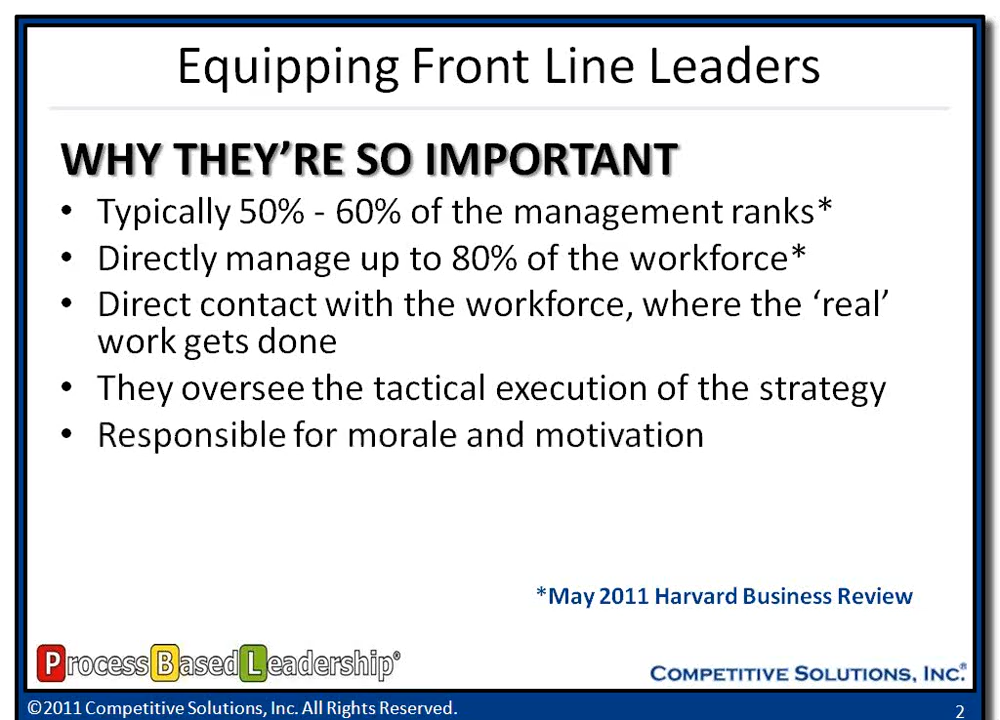 Equipping Front Line Leaders
WHY THEY’RE SO IMPORTANT
• Typically 50% - 60% of the management ranks*
• Directly manage up to 80% of the workforce*
• Direct contact with the workforce, where the ‘real’
work gets done
• They oversee the tactical execution of the strategy
• Responsible for morale and motivation
*May 2011 Harvard Business Review
Process Based Leadership®
COMPETITIVE SOLUTIONS, INC.®
©2011 Competitive Solutions, Inc. All Rights Reserved.
2